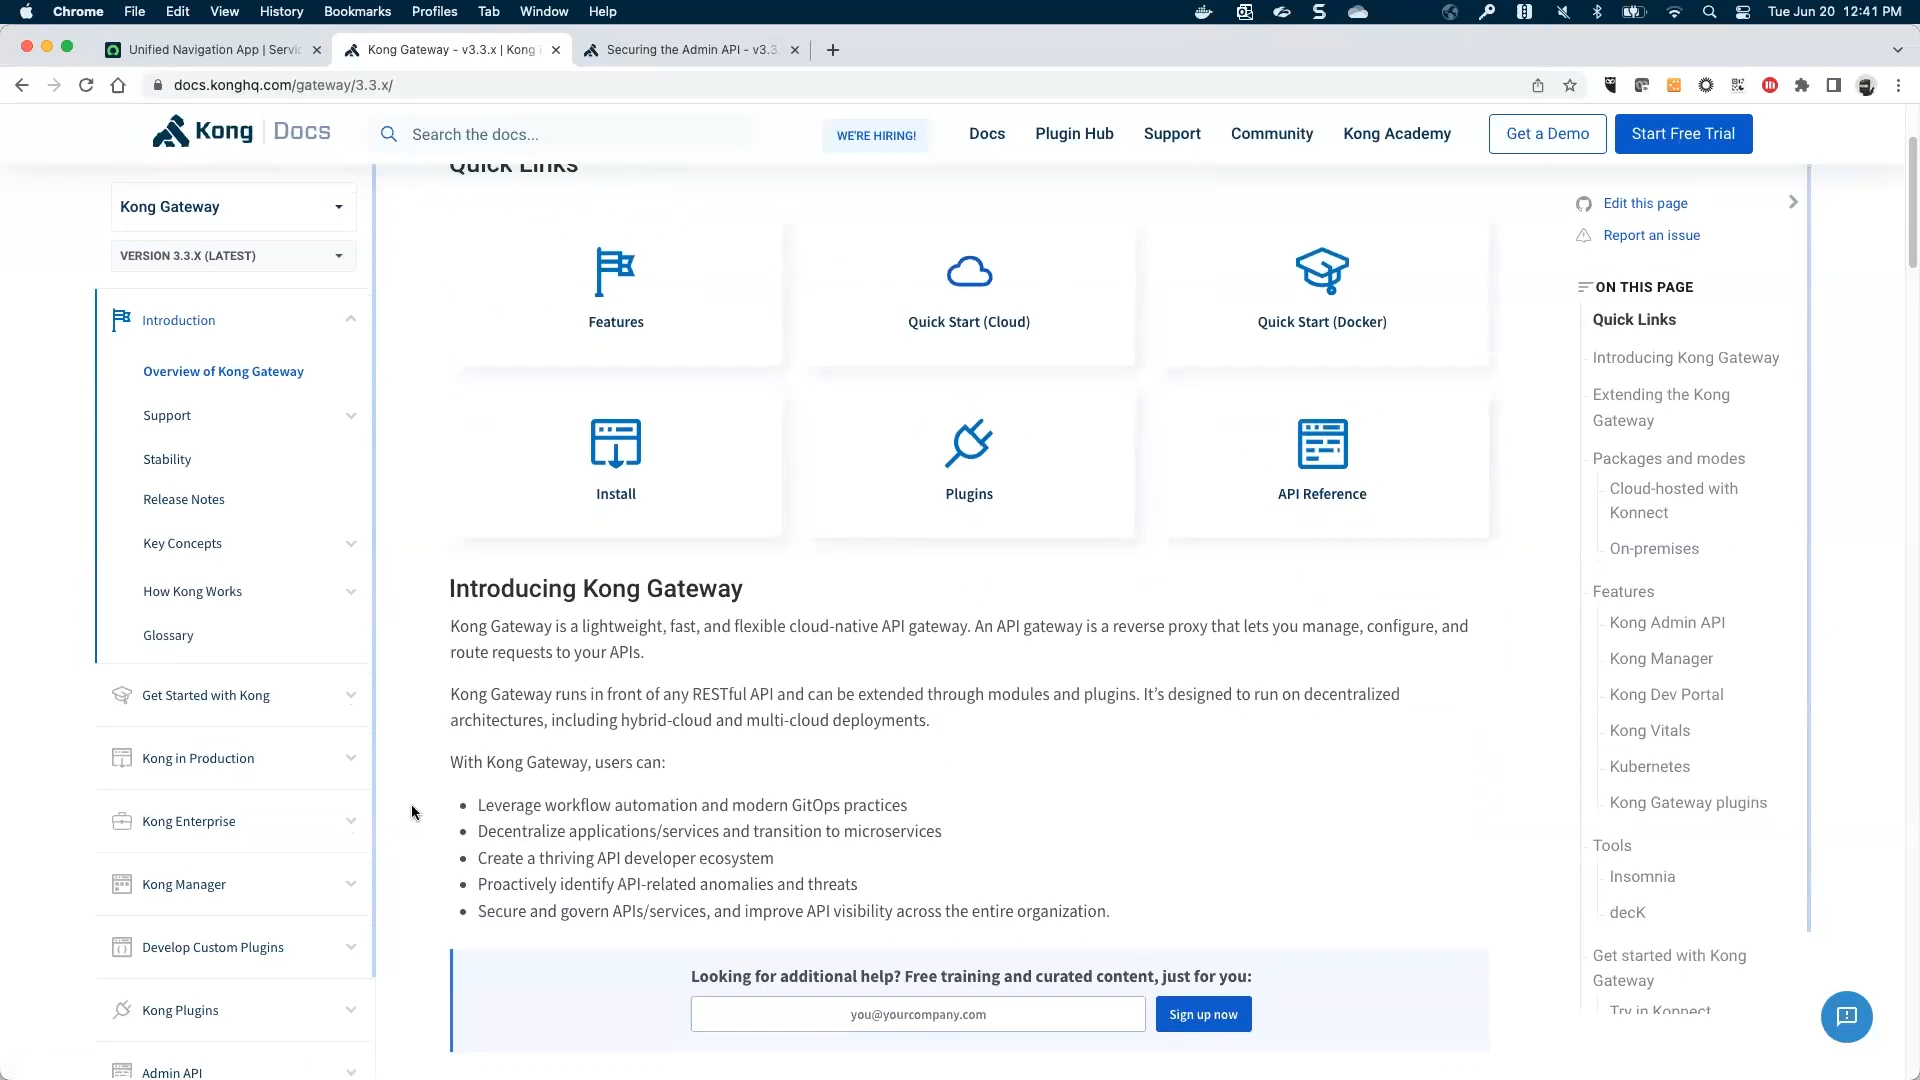 Chrome File Edit View History Bookmarks Profiles Tab Window Help
Tue Jun 20 12:41 PM
Unified Navigation App | Servic
Kong Gateway - v3.3.x | Kong
Securing the Admin API - v3.3.
docs.konghq.com/gateway/3.3.x/
Kong Docs
Search the docs...
WE'RE HIRING!
Docs
Plugin Hub
Support
Community
Kong Academy
Get a Demo
Start Free Trial
Kong Gateway
VERSION 3.3.X (LATEST)
Introduction
Overview of Kong Gateway
Support
Stability
Release Notes
Key Concepts
How Kong Works
Glossary
Get Started with Kong
Kong in Production
Kong Enterprise
Kong Manager
Develop Custom Plugins
Kong Plugins
Admin API
Quick Links
Features
Quick Start (Cloud)
Quick Start (Docker)
Install
Plugins
API Reference
Introducing Kong Gateway
Kong Gateway is a lightweight, fast, and flexible cloud-native API gateway. An API gateway is a reverse proxy that lets you manage, configure, and
route requests to your APIs.
Kong Gateway runs in front of any RESTful API and can be extended through modules and plugins. It’s designed to run on decentralized
architectures, including hybrid-cloud and multi-cloud deployments.
With Kong Gateway, users can:
• Leverage workflow automation and modern GitOps practices
• Decentralize applications/services and transition to microservices
• Create a thriving API developer ecosystem
• Proactively identify API-related anomalies and threats
• Secure and govern APIs/services, and improve API visibility across the entire organization.
Looking for additional help? Free training and curated content, just for you:
you@yourcompany.com
Sign up now
Edit this page
Report an issue
ON THIS PAGE
Quick Links
Introducing Kong Gateway
Extending the Kong
Gateway
Packages and modes
Cloud-hosted with
Konnect
On-premises
Features
Kong Admin API
Kong Manager
Kong Dev Portal
Kong Vitals
Kubernetes
Kong Gateway plugins
Tools
Insomnia
decK
Get started with Kong
Gateway
Try in Konnect